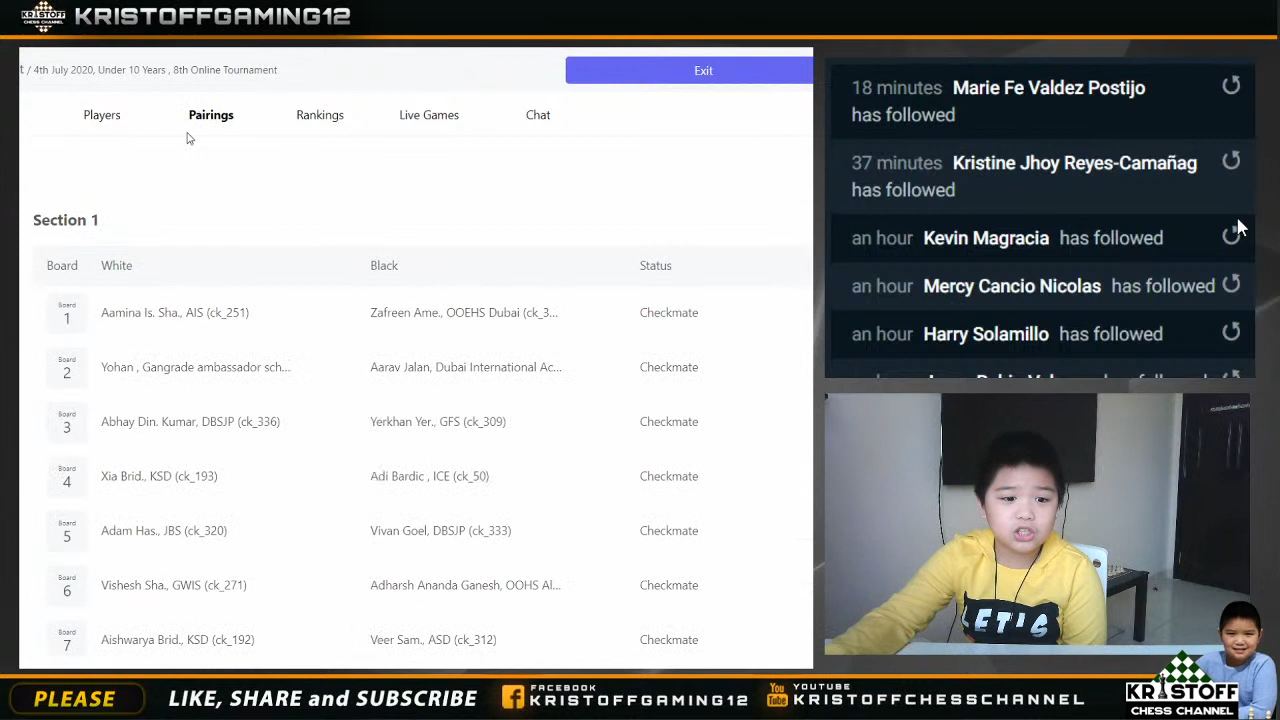 KRISTOFF
CHESS CHANNEL
KRISTOFFGAMING12
t / 4th July 2020, Under 10 Years , 8th Online Tournament
Exit
Players Pairings Rankings Live Games Chat
Section 1
Board White Black Status
Board 1 Aamina Is. Sha., AIS (ck_251) Zafreen Ame., OOEHS Dubai (ck_3... Checkmate
Board 2 Yohan , Gangrade ambassador sch... Aarav Jalan, Dubai International Ac... Checkmate
Board 3 Abhay Din. Kumar, DBSJP (ck_336) Yerkhan Yer., GFS (ck_309) Checkmate
Board 4 Xia Brid., KSD (ck_193) Adi Bardic , ICE (ck_50) Checkmate
Board 5 Adam Has., JBS (ck_320) Vivan Goel, DBSJP (ck_333) Checkmate
Board 6 Vishesh Sha., GWIS (ck_271) Adharsh Ananda Ganesh, OOHS Al... Checkmate
Board 7 Aishwarya Brid., KSD (ck_192) Veer Sam., ASD (ck_312) Checkmate
18 minutes Marie Fe Valdez Postijo
has followed
37 minutes Kristine Jhoy Reyes-Camañag
has followed
an hour Kevin Magracia has followed
an hour Mercy Cancio Nicolas has followed
an hour Harry Solamillo has followed
LET'S
PLEASE LIKE, SHARE and SUBSCRIBE
FACEBOOK
KRISTOFFGAMING12
You Tube
YOUTUBE
KRISTOFFCHESSCHANNEL
KRISTOFF
CHESS CHANNEL